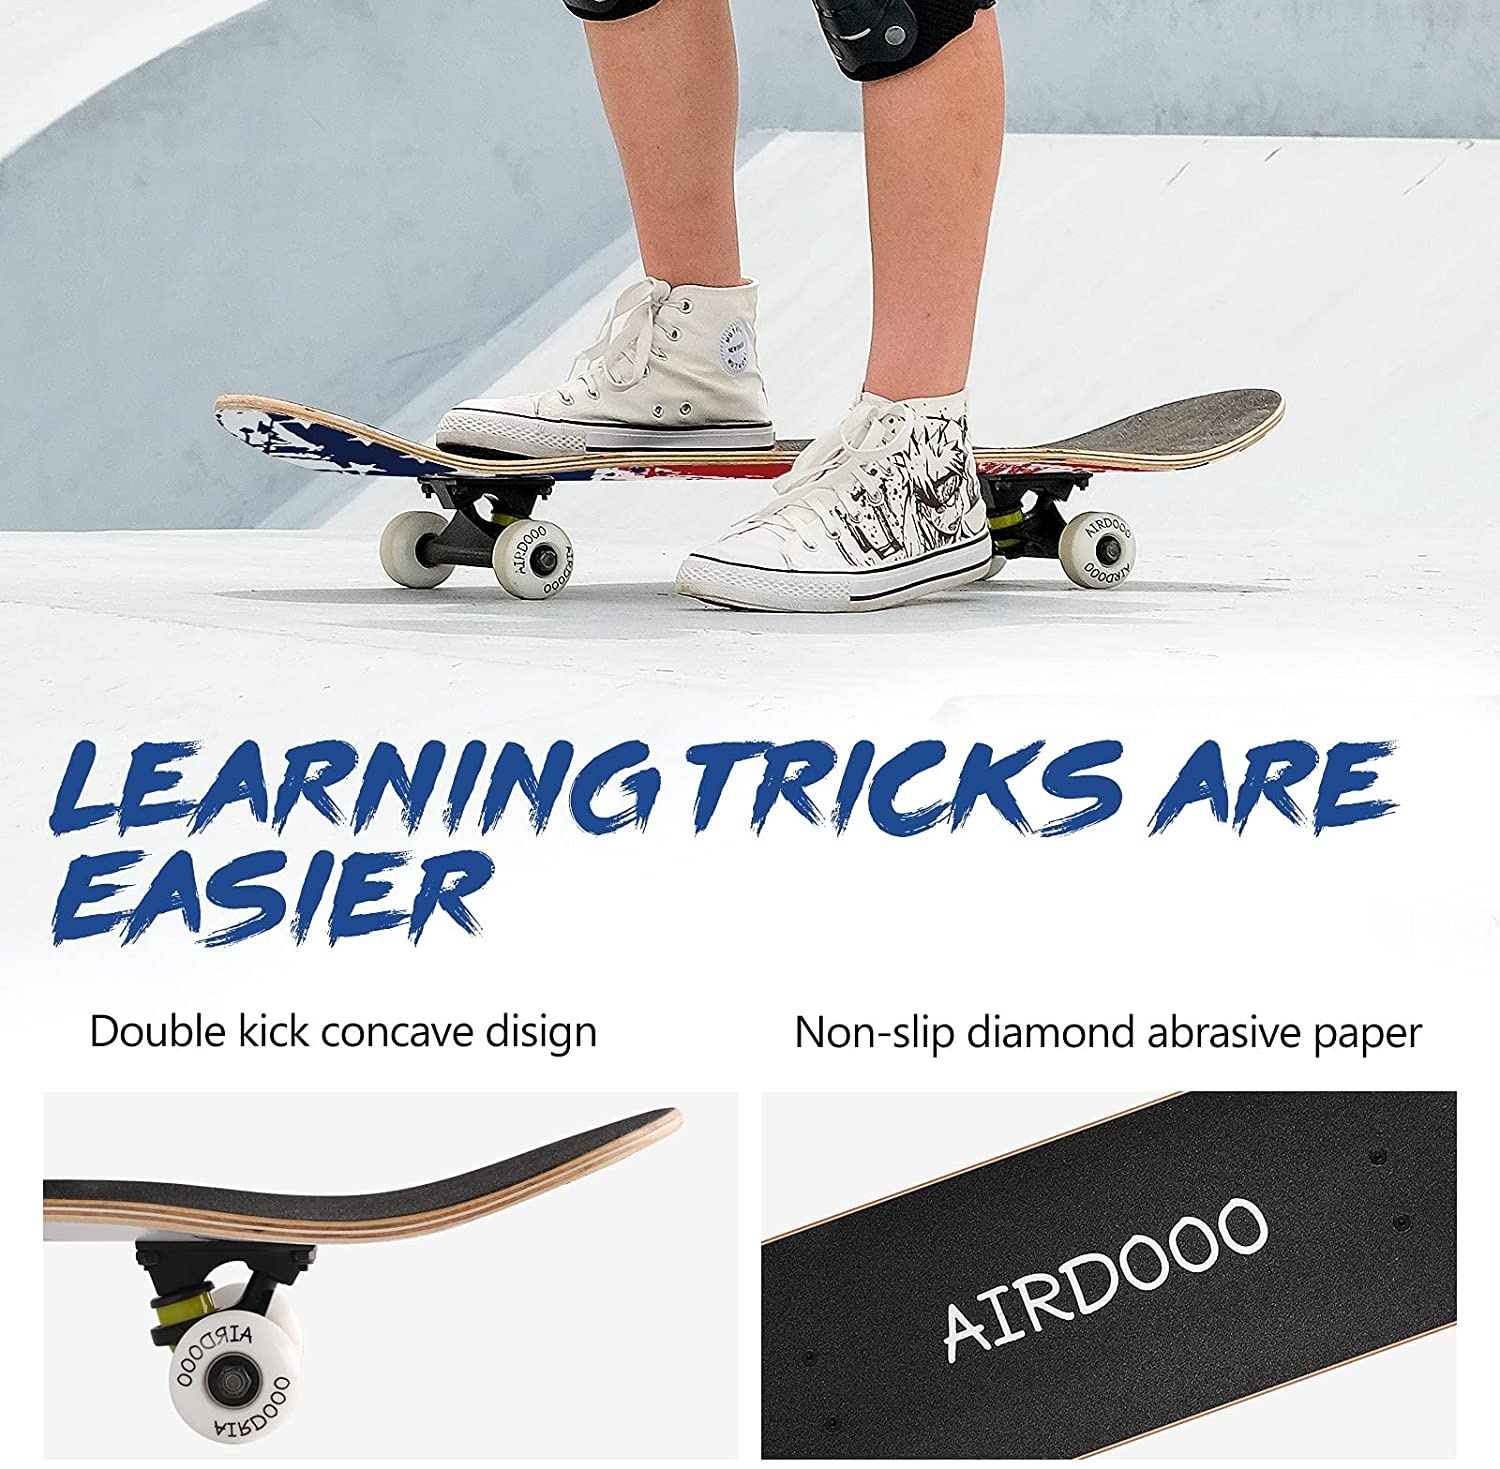 AIRDOOO
AIRDOOO
AIRDOOO
AIRDOOO
LEARNING TRICKS ARE
EASIER
Double kick concave disign
Non-slip diamond abrasive paper
AIRDOOO
AIRDOOO
AIRDOOO